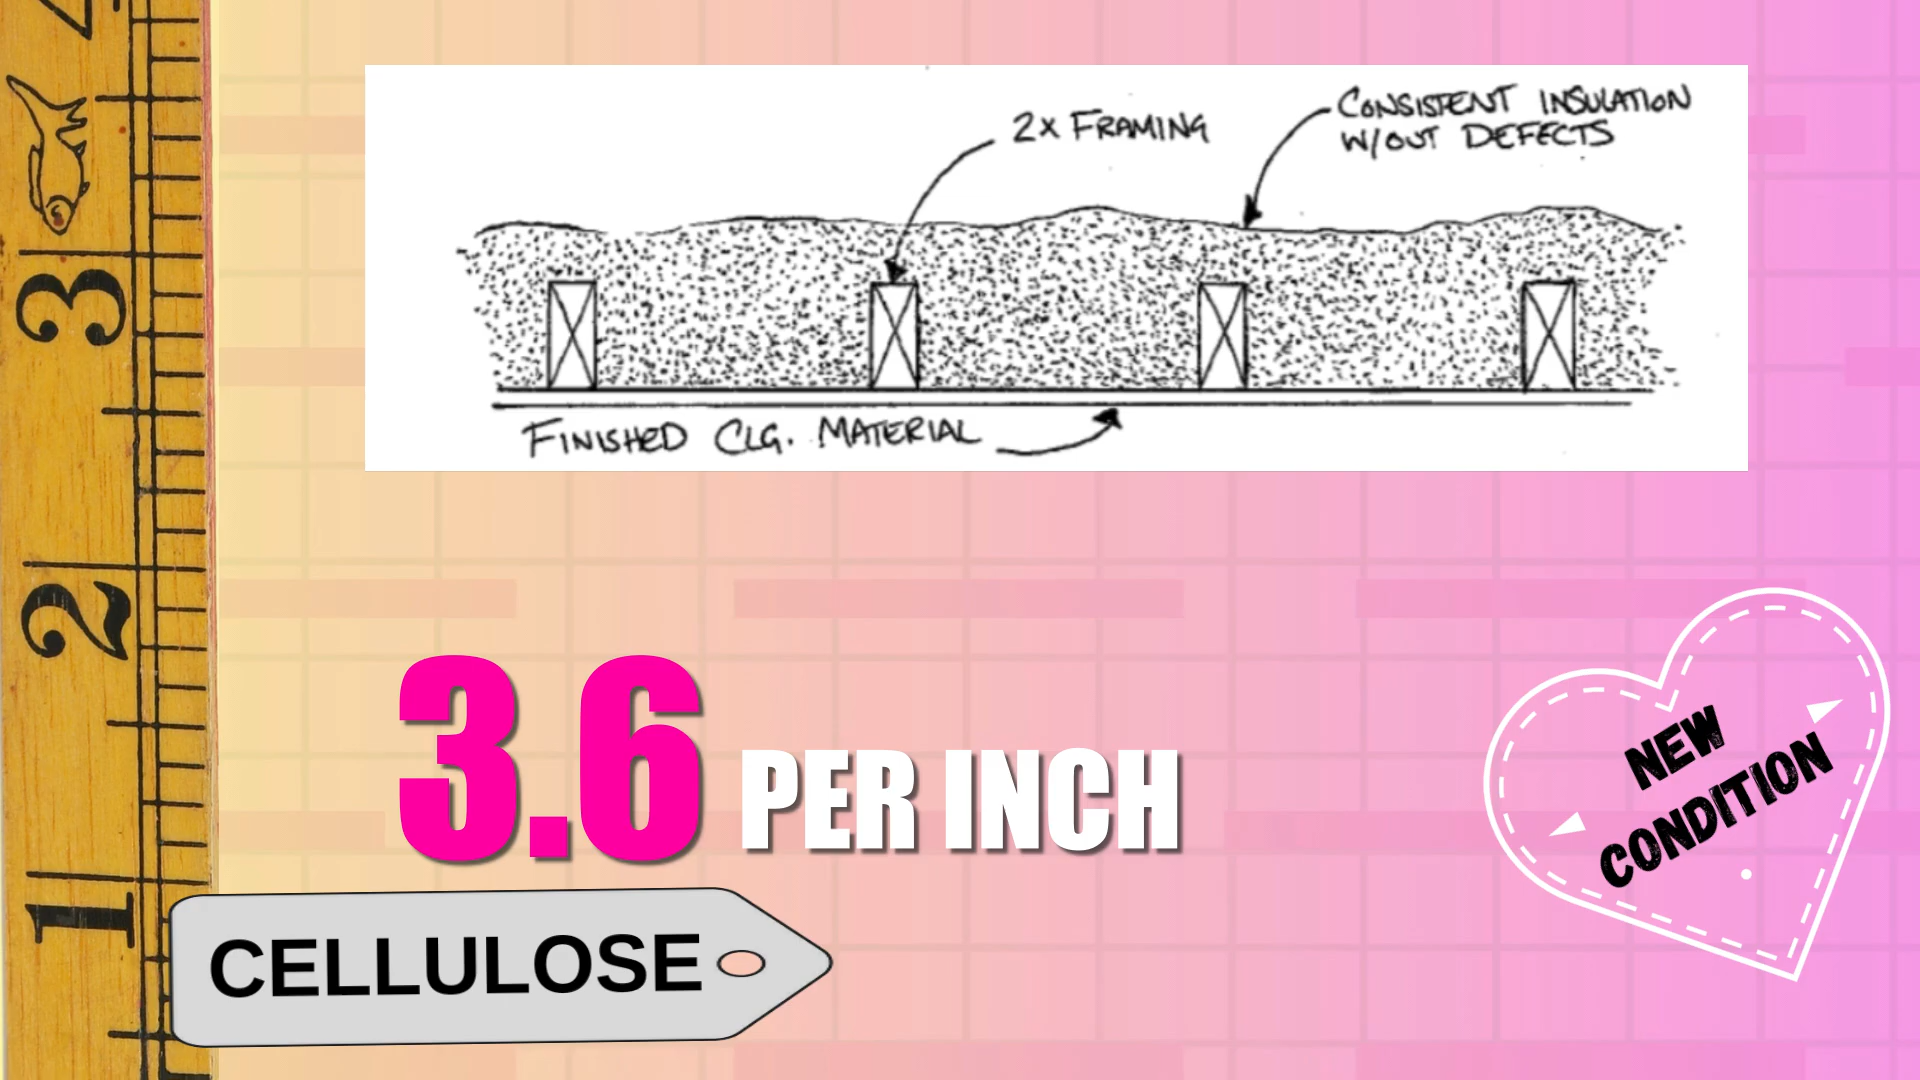 2x FRAMING
CONSISTENT INSULATION
W/OUT DEFECTS
FINISHED CLG. MATERIAL
3
2
1
3.6 PER INCH
NEW
CONDITION
CELLULOSE